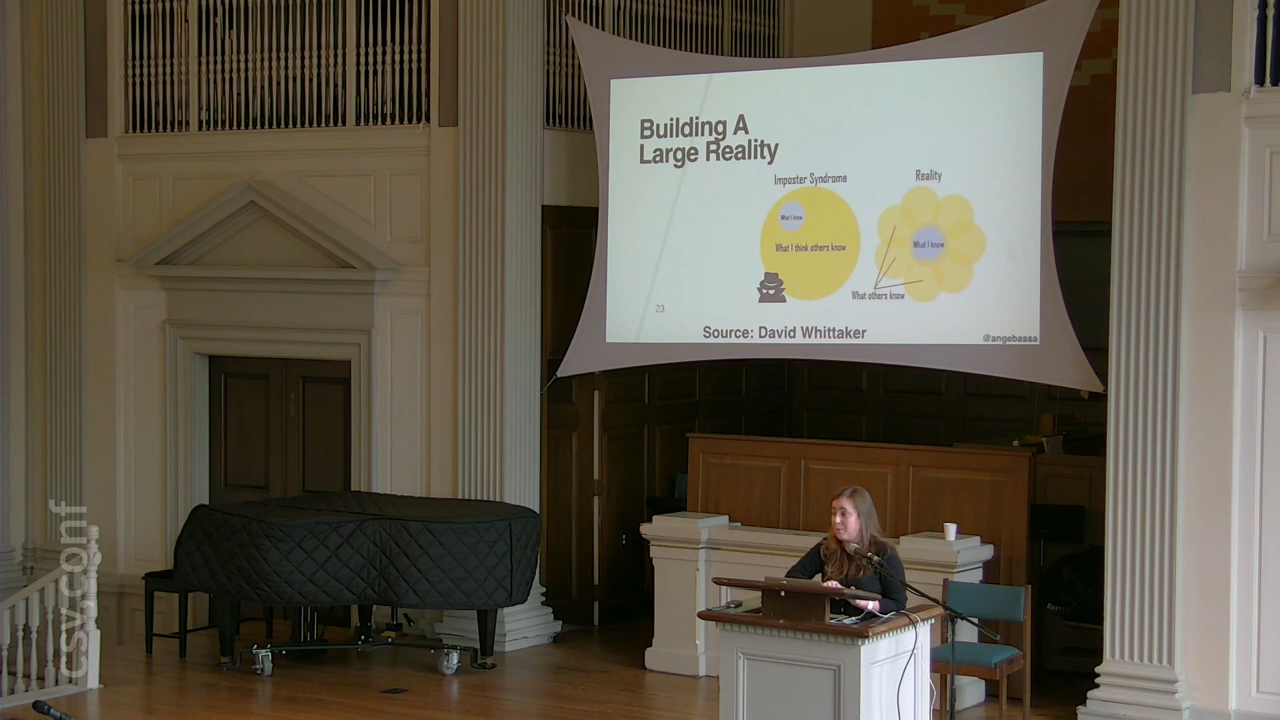 Building A
Large Reality
Imposter Syndrome
What I know
What I think others know
Reality
What I know
What others know
23
Source: David Whittaker
@angebassa
csv,conf